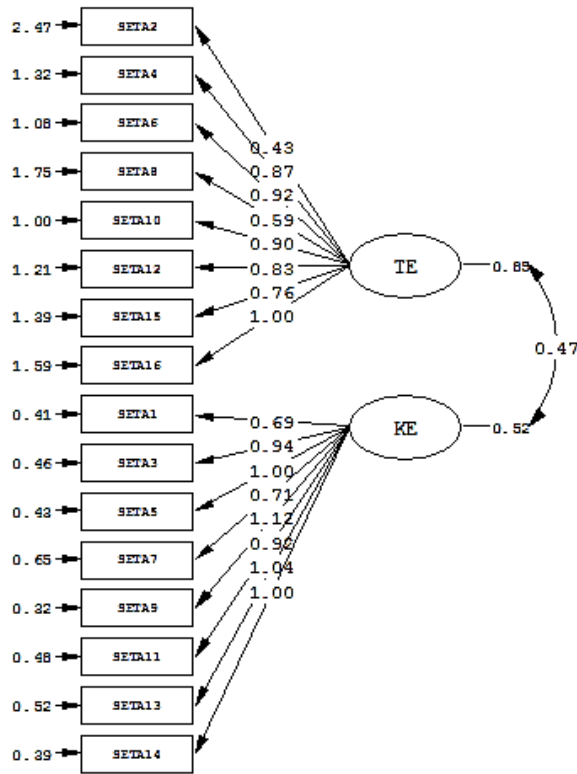 2.47 SETA2
1.32 SETA4
1.08 SETA6
0.43
0.87
1.75 SETA8
0.92
0.59
1.00 SETA10
0.90
1.21 SETA12
0.83
TE
0.85
0.76
1.39 SETA15
1.00
0.47
1.59 SETA16
0.41 SETA1
0.69
KE
0.52
0.94
0.46 SETA3
1.00
0.71
0.43 SETA5
1.12
0.92
0.65 SETA7
1.04
1.00
0.32 SETA9
0.48 SETA11
0.52 SETA13
0.39 SETA14